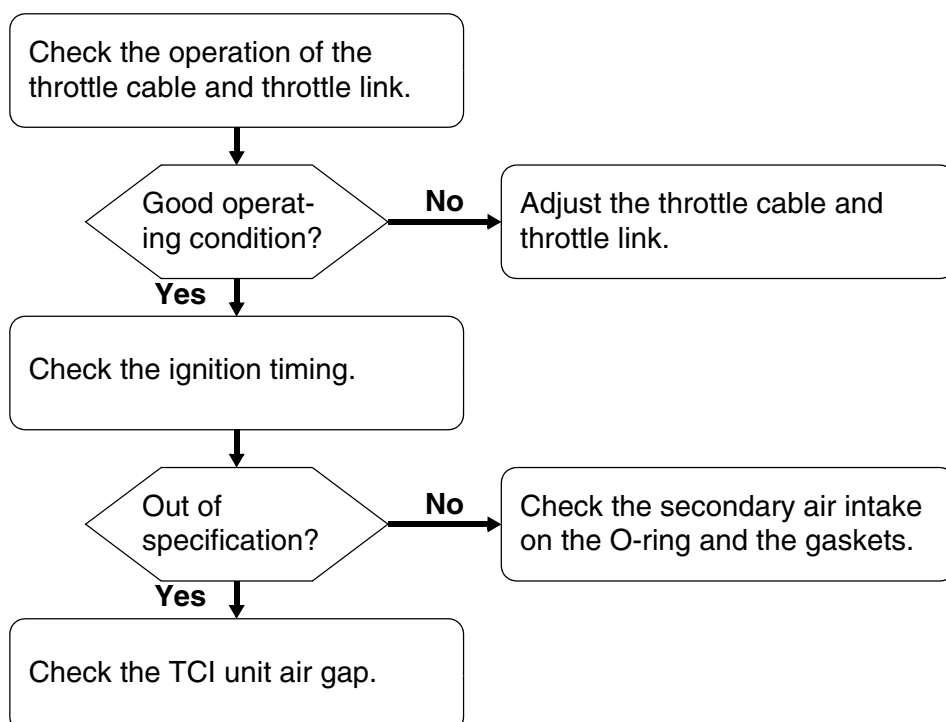 Check the operation of the
throttle cable and throttle link.
Good operat-
ing condition?
No
Adjust the throttle cable and
throttle link.
Yes
Check the ignition timing.
Out of
specification?
No
Check the secondary air intake
on the O-ring and the gaskets.
Yes
Check the TCI unit air gap.